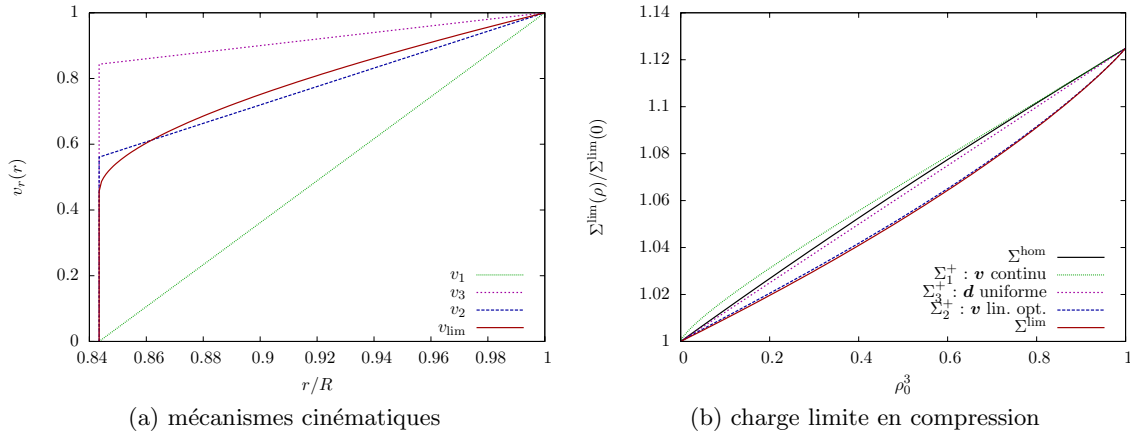 1
0.8
0.6
0.4
0.2
0
0.84 0.86 0.88 0.9 0.92 0.94 0.96 0.98 1
v_r(r)
r/R
v_1
v_3
v_2
v_lim
(a) mécanismes cinématiques
1.14
1.12
1.1
1.08
1.06
1.04
1.02
1
0 0.2 0.4 0.6 0.8 1
Σ^lim(ρ)/Σ^lim(0)
ρ_0^3
Σ^hom
Σ_1^+ : v continu
Σ_3^+ : d uniforme
Σ_2^+ : v lin. opt.
Σ^lim
(b) charge limite en compression